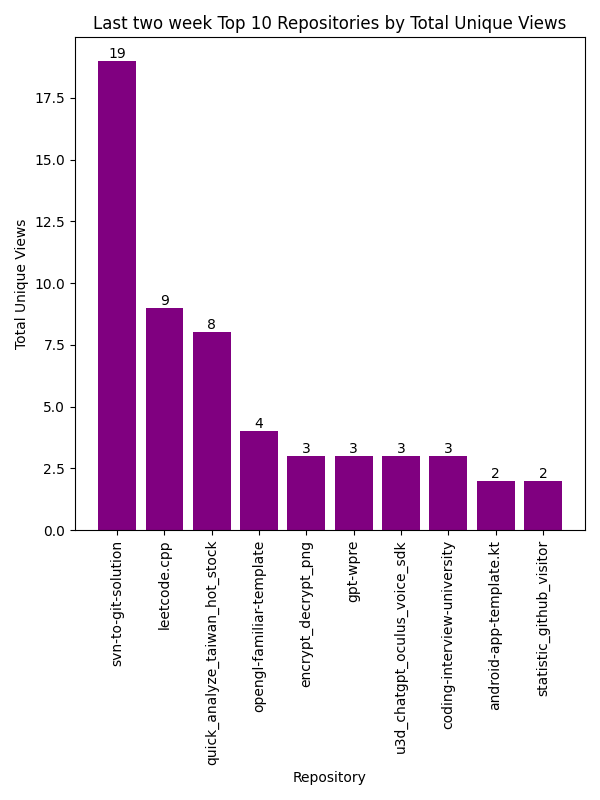 Last two week Top 10 Repositories by Total Unique Views
Total Unique Views
17.5
15.0
12.5
10.0
7.5
5.0
2.5
0.0
19
9
8
4
3
3
3
3
2
2
svn-to-git-solution
leetcode.cpp
quick_analyze_taiwan_hot_stock
opengl-familiar-template
encrypt_decrypt_png
gpt-wpre
u3d_chatgpt_oculus_voice_sdk
coding-interview-university
android-app-template.kt
statistic_github_visitor
Repository